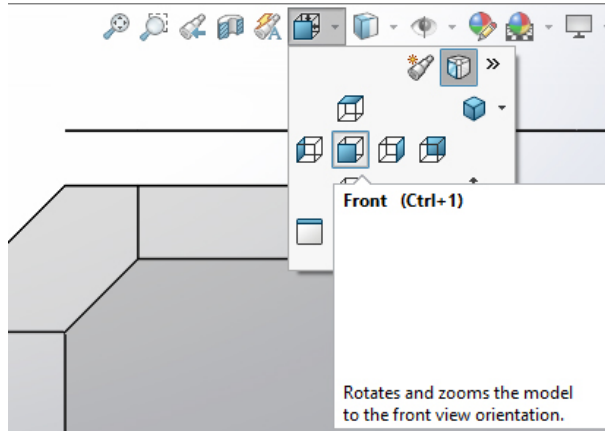 Front (Ctrl+1)
Rotates and zooms the model
to the front view orientation.